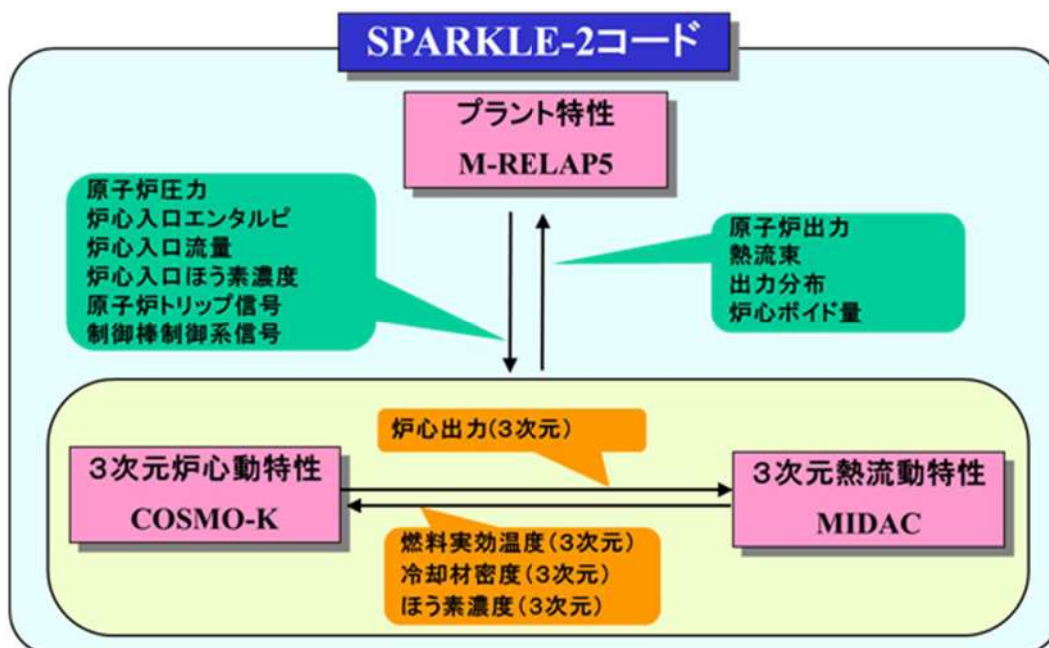 SPARKLE-2コード
プラント特性
M-RELAP5
原子炉圧力
炉心入口エンタルピ
炉心入口流量
炉心入口ほう素濃度
原子炉トリップ信号
制御棒制御系信号
原子炉出力
熱流束
出力分布
炉心ボイド量
炉心出力(3次元)
3次元炉心動特性
COSMO-K
3次元熱流動特性
MIDAC
燃料実効温度(3次元)
冷却材密度(3次元)
ほう素濃度(3次元)